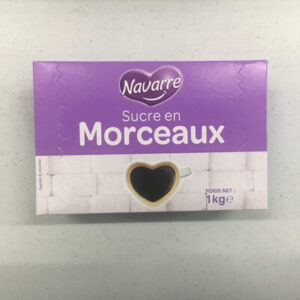 Navarre
Sucre en
Morceaux
POIDS NET :
1kg e